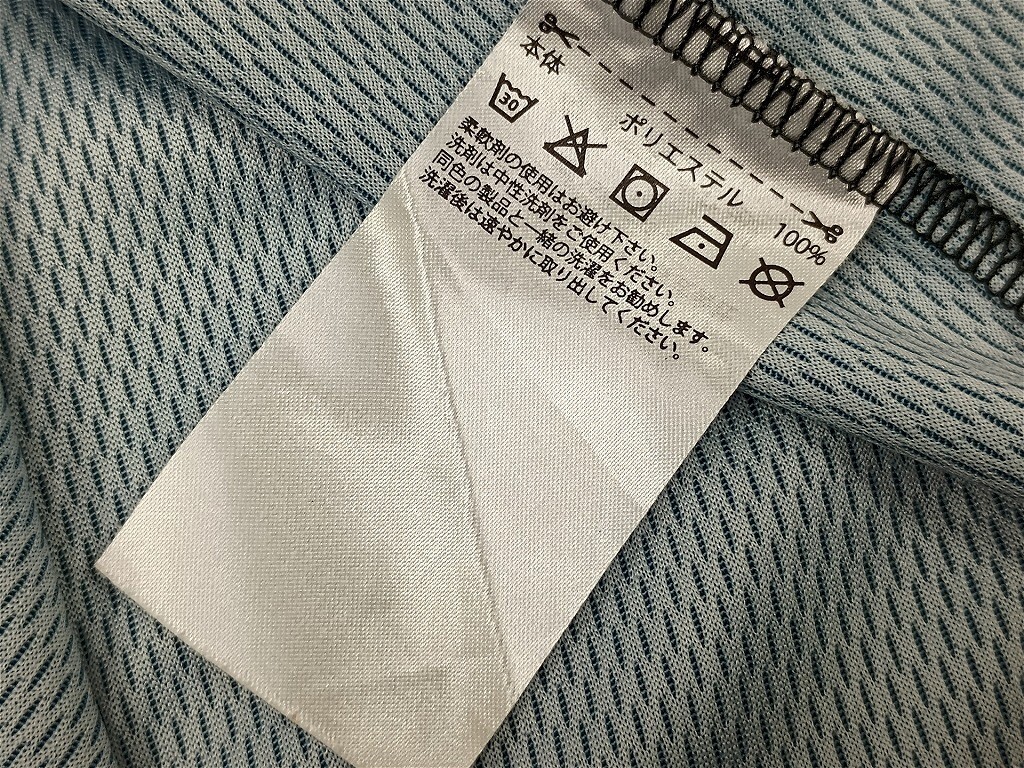 本体 ポリエステル 100%
30
柔軟剤の使用はお避け下さい。
洗剤は中性洗剤をご使用ください。
同色の製品と一緒の洗濯をお勧めします。
洗濯後は速やかに取り出してください。